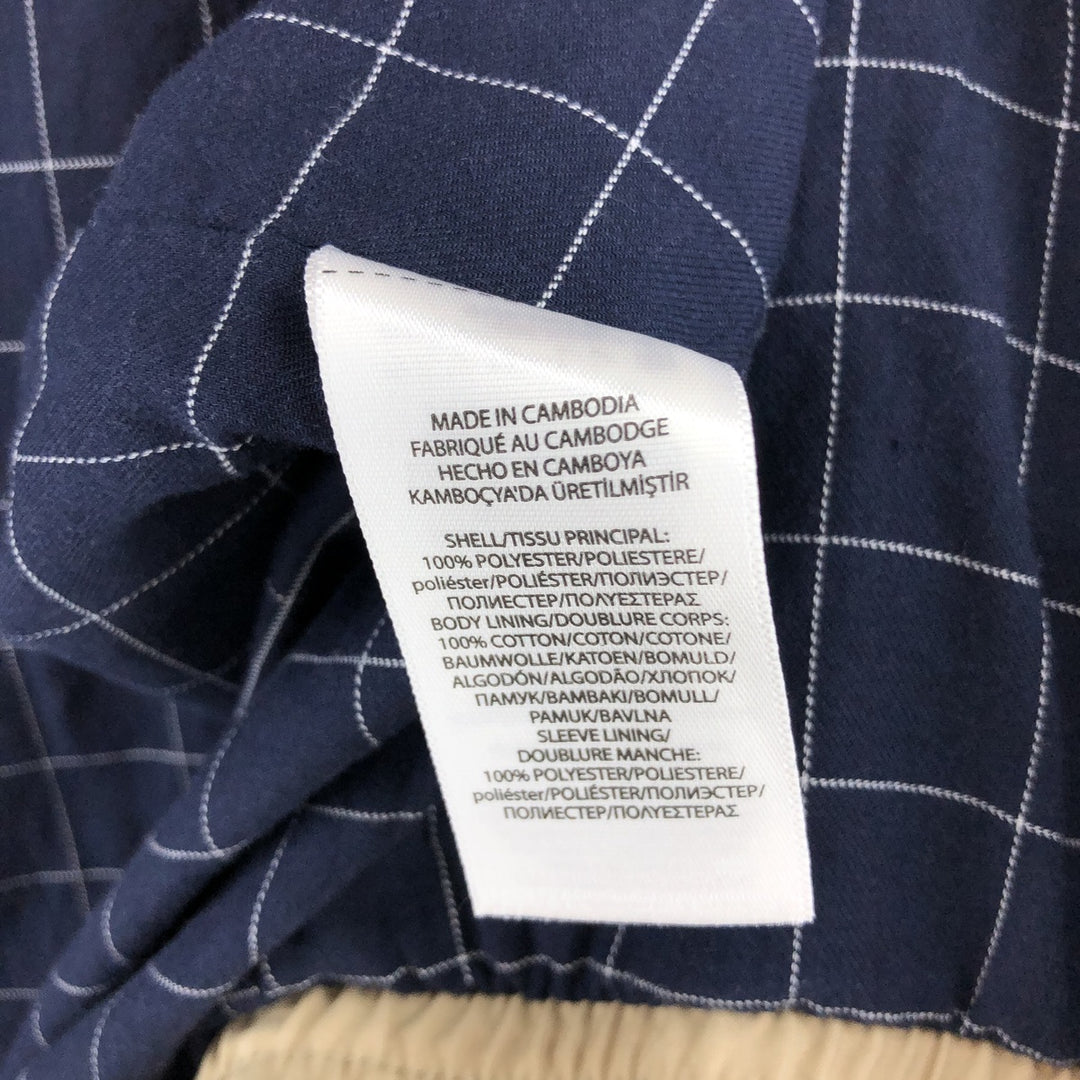 MADE IN CAMBODIA
FABRIQUÉ AU CAMBODGE
HECHO EN CAMBOYA
KAMBOÇYA'DA ÜRETİLMİŞTİR
SHELL/TISSU PRINCIPAL:
100% POLYESTER/POLIESTERE/
poliéster/POLIÉSTER/ПОЛИЭСТЕР/
ПОЛИЕСТЕР/ΠΟΛΥΕΣΤΕΡΑΣ
BODY LINING/DOUBLURE CORPS:
100% COTTON/COTON/COTONE/
BAUMWOLLE/KATOEN/BOMULD/
ALGODÓN/ALGODÃO/ХЛОПОК/
ПАМУК/ΒΑΜΒΑΚΙ/BOMULL/
PAMUK/BAVLNA
SLEEVE LINING/
DOUBLURE MANCHE:
100% POLYESTER/POLIESTERE/
poliéster/POLIÉSTER/ПОЛИЭСТЕР/
ПОЛИЕСТЕР/ΠΟΛΥΕΣΤΕΡΑΣ